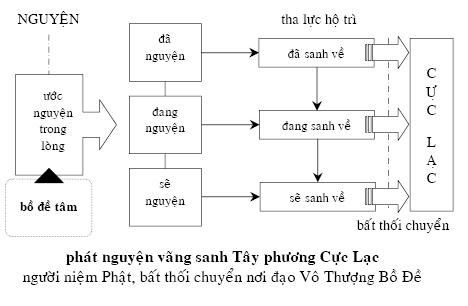 NGUYỆN
tha lực hộ trì
ước
nguyện
trong
lòng
bồ đề tâm
đã
nguyện
đang
nguyện
sẽ
nguyện
đã sanh về
đang sanh về
sẽ sanh về
CỰC
LẠC
bất thối chuyển
phát nguyện vãng sanh Tây phương Cực Lạc
người niệm Phật, bất thối chuyển nơi đạo Vô Thượng Bồ Đề